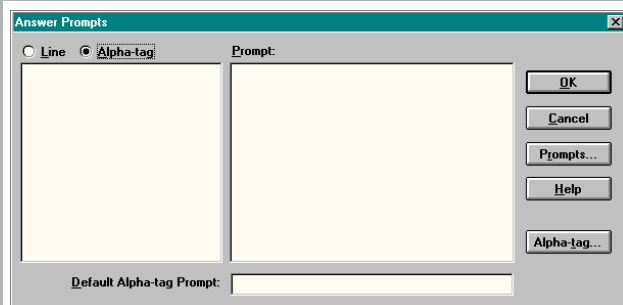 Answer Prompts
Line Alpha-tag Prompt:
OK
Cancel
Prompts...
Help
Alpha-tag...
Default Alpha-tag Prompt: